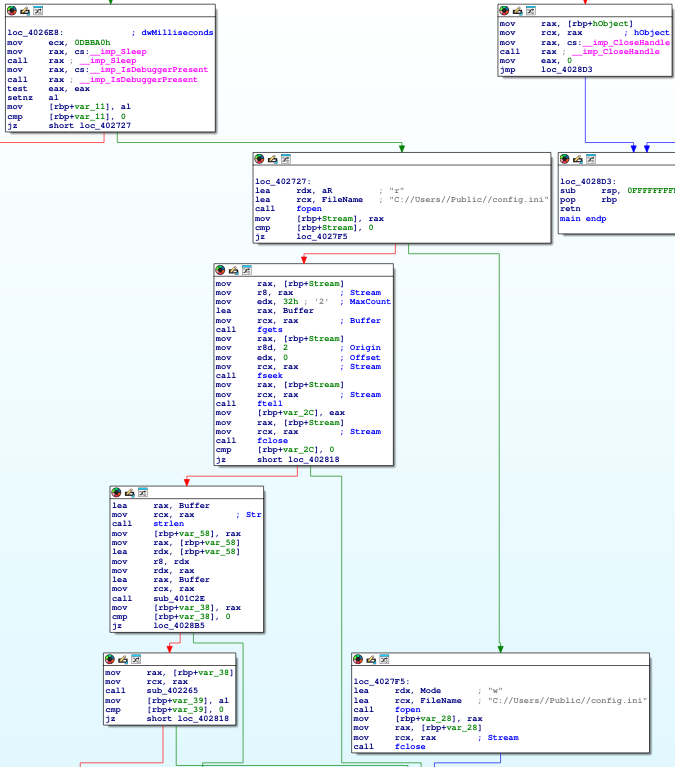 loc_4026E8: ; dwMilliseconds
mov ecx, 0DBBA0h
mov rax, cs:__imp_Sleep
call rax ; __imp_Sleep
mov rax, cs:__imp_IsDebuggerPresent
call rax ; __imp_IsDebuggerPresent
test eax, eax
setnz al
mov [rbp+var_11], al
cmp [rbp+var_11], 0
jz short loc_402727
mov rax, [rbp+hObject]
mov rcx, rax ; hObject
mov rax, cs:__imp_CloseHandle
call rax ; __imp_CloseHandle
mov eax, 0
jmp loc_4028D3
loc_402727:
lea rdx, aR ; "r"
lea rcx, FileName ; "C://Users//Public//config.ini"
call fopen
mov [rbp+Stream], rax
cmp [rbp+Stream], 0
jz loc_4027F5
loc_4028D3:
sub rsp, 0FFFFFFFF
pop rbp
retn
main endp
mov rax, [rbp+Stream]
mov r8, rax ; Stream
mov edx, 32h ; '2' ; MaxCount
lea rax, Buffer
mov rcx, rax ; Buffer
call fgets
mov rax, [rbp+Stream]
mov r8d, 2 ; Origin
mov edx, 0 ; Offset
mov rcx, rax ; Stream
call fseek
mov rax, [rbp+Stream]
mov rcx, rax ; Stream
call ftell
mov [rbp+var_2C], eax
mov rax, [rbp+Stream]
mov rcx, rax ; Stream
call fclose
cmp [rbp+var_2C], 0
jz short loc_402818
lea rax, Buffer
mov rcx, rax ; Str
call strlen
mov [rbp+var_58], rax
mov rax, [rbp+var_58]
lea rdx, [rbp+var_58]
mov r8, rdx
mov rdx, rax
lea rax, Buffer
mov rcx, rax
call sub_401C2E
mov [rbp+var_38], rax
cmp [rbp+var_38], 0
jz loc_4028B5
mov rax, [rbp+var_38]
mov rcx, rax
call sub_402265
mov [rbp+var_39], al
cmp [rbp+var_39], 0
jz short loc_402818
loc_4027F5:
lea rdx, Mode ; "w"
lea rcx, FileName ; "C://Users//Public//config.ini"
call fopen
mov [rbp+var_28], rax
mov rax, [rbp+var_28]
mov rcx, rax ; Stream
call fclose